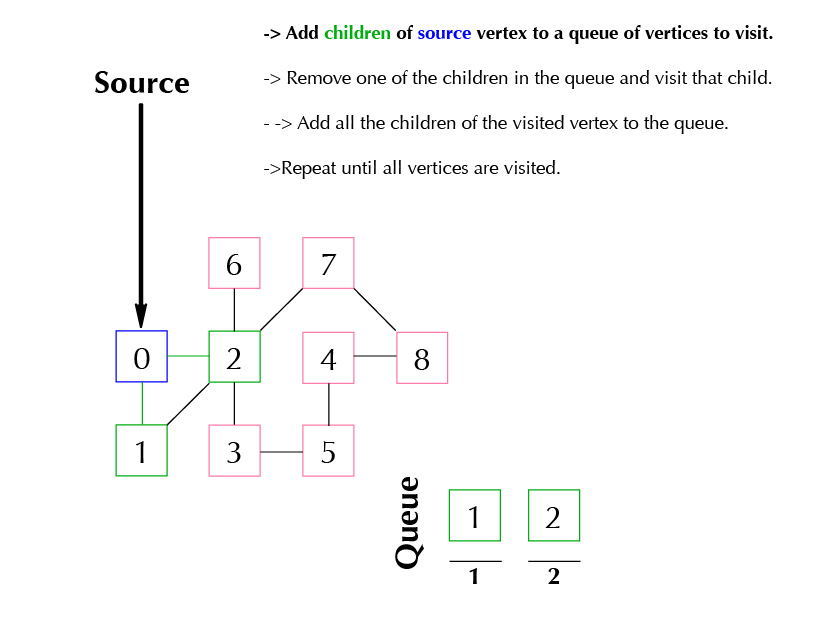 -> Add children of source vertex to a queue of vertices to visit.
Source
-> Remove one of the children in the queue and visit that child.
- -> Add all the children of the visited vertex to the queue.
->Repeat until all vertices are visited.
6 7
0 2 4 8
1 3 5
Queue
1 2
1 2